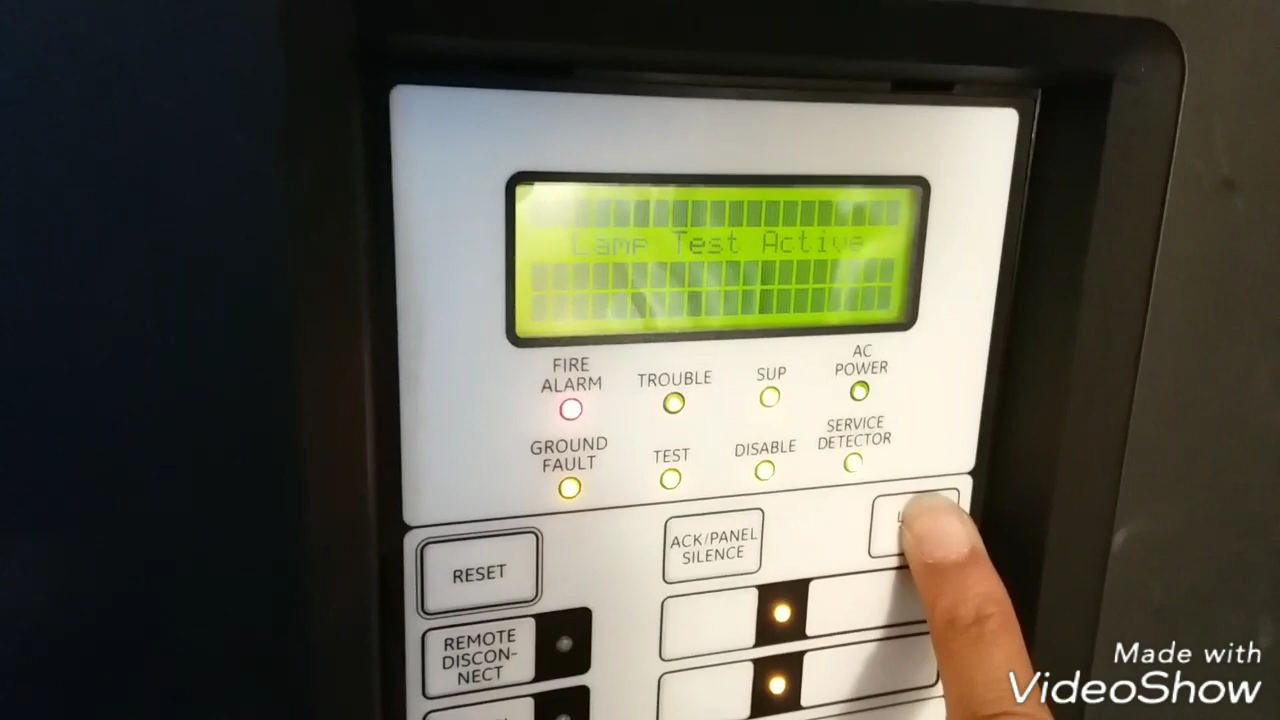 Lamp Test Active
FIRE
ALARM
TROUBLE
SUP
AC
POWER
GROUND
FAULT
TEST
DISABLE
SERVICE
DETECTOR
RESET
ACK/PANEL
SILENCE
REMOTE
DISCON-
NECT
Made with
VideoShow